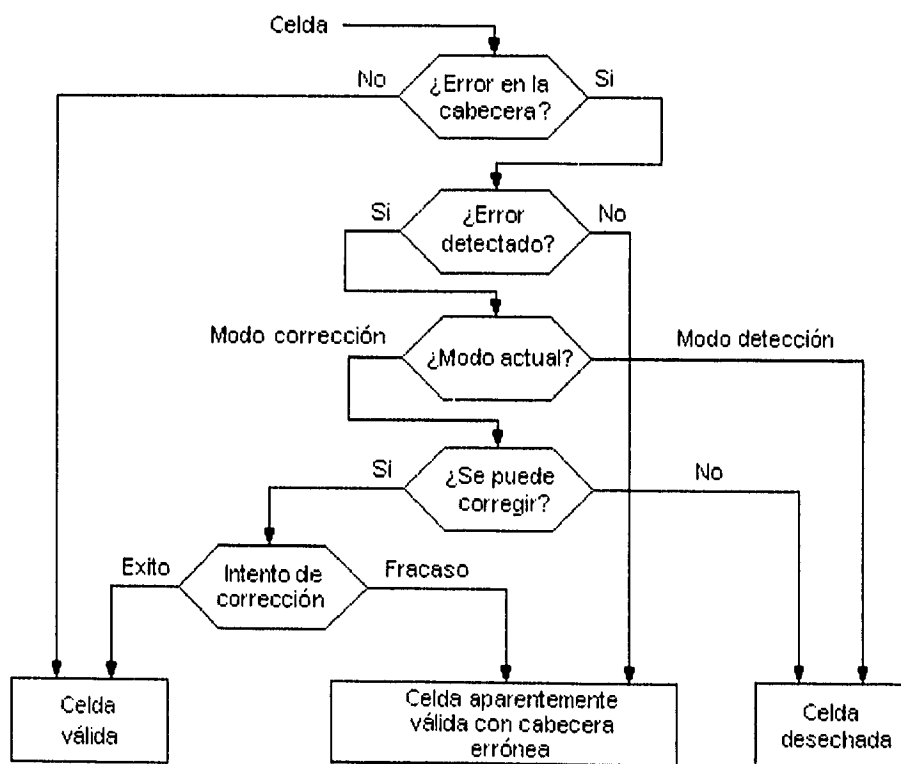 Celda
No
¿Error en la
cabecera?
Si
Si
¿Error
detectado?
No
Modo corrección
¿Modo actual?
Modo detección
Si
¿Se puede
corregir?
No
Exito
Intento de
corrección
Fracaso
Celda
válida
Celda aparentemente
válida con cabecera
errónea
Celda
desechada